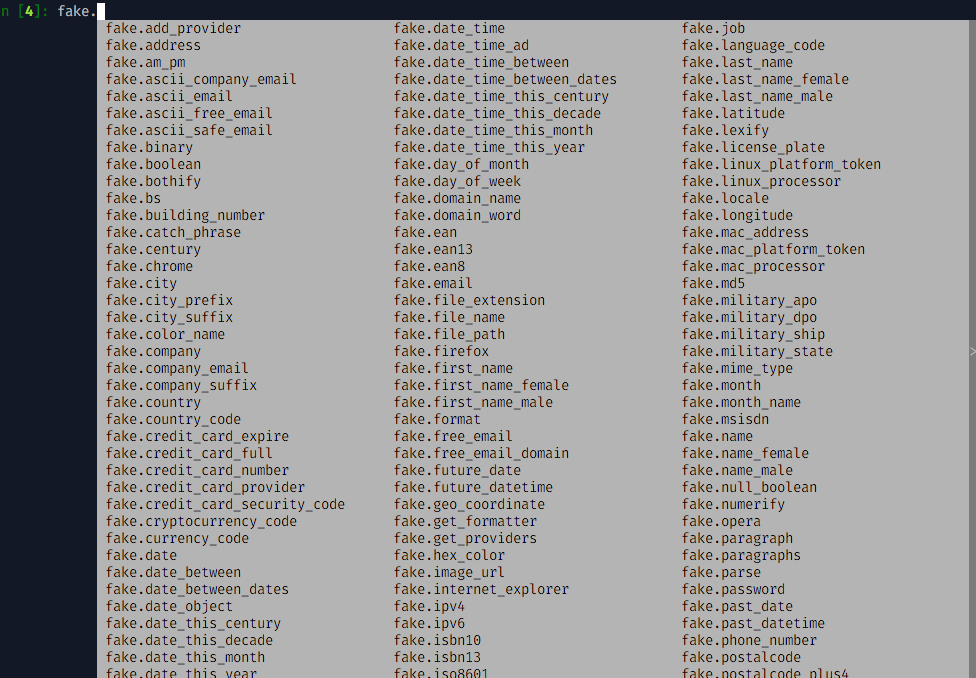 n [4]: fake.
fake.add_provider fake.date_time fake.job
fake.address fake.date_time_ad fake.language_code
fake.am_pm fake.date_time_between fake.last_name
fake.ascii_company_email fake.date_time_between_dates fake.last_name_female
fake.ascii_email fake.date_time_this_century fake.last_name_male
fake.ascii_free_email fake.date_time_this_decade fake.latitude
fake.ascii_safe_email fake.date_time_this_month fake.lexify
fake.binary fake.date_time_this_year fake.license_plate
fake.boolean fake.day_of_month fake.linux_platform_token
fake.bothify fake.day_of_week fake.linux_processor
fake.bs fake.domain_name fake.locale
fake.building_number fake.domain_word fake.longitude
fake.catch_phrase fake.ean fake.mac_address
fake.century fake.ean13 fake.mac_platform_token
fake.chrome fake.ean8 fake.mac_processor
fake.city fake.email fake.md5
fake.city_prefix fake.file_extension fake.military_apo
fake.city_suffix fake.file_name fake.military_dpo
fake.color_name fake.file_path fake.military_ship
fake.company fake.firefox fake.military_state >
fake.company_email fake.first_name fake.mime_type
fake.company_suffix fake.first_name_female fake.month
fake.country fake.first_name_male fake.month_name
fake.country_code fake.format fake.msisdn
fake.credit_card_expire fake.free_email fake.name
fake.credit_card_full fake.free_email_domain fake.name_female
fake.credit_card_number fake.future_date fake.name_male
fake.credit_card_provider fake.future_datetime fake.null_boolean
fake.credit_card_security_code fake.geo_coordinate fake.numerify
fake.cryptocurrency_code fake.get_formatter fake.opera
fake.currency_code fake.get_providers fake.paragraph
fake.date fake.hex_color fake.paragraphs
fake.date_between fake.image_url fake.parse
fake.date_between_dates fake.internet_explorer fake.password
fake.date_object fake.ipv4 fake.past_date
fake.date_this_century fake.ipv6 fake.past_datetime
fake.date_this_decade fake.isbn10 fake.phone_number
fake.date_this_month fake.isbn13 fake.postalcode
fake.date_this_year fake.iso8601 fake.postalcode_plus4